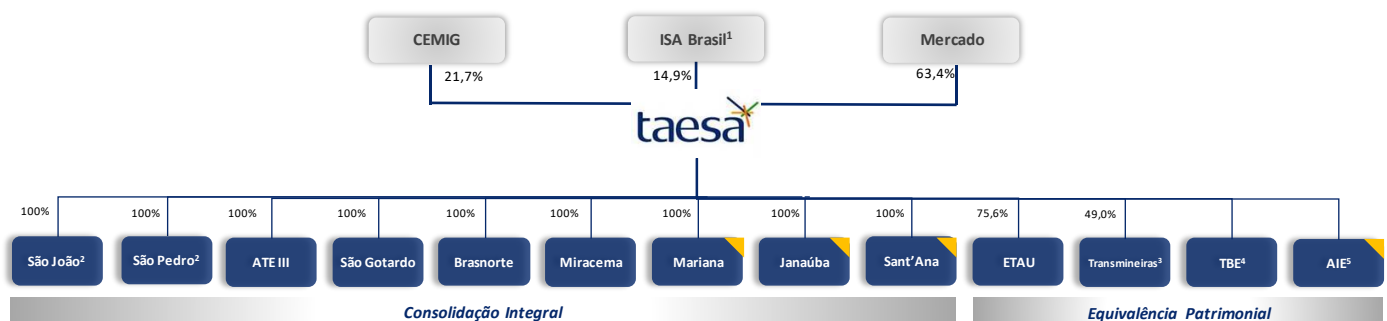 CEMIG
ISA Brasil¹
Mercado
21,7%
14,9%
63,4%
taesa
100%
100%
100%
100%
100%
100%
100%
100%
100%
75,6%
49,0%
São João²
São Pedro²
ATE III
São Gotardo
Brasnorte
Miracema
Mariana
Janaúba
Sant’Ana
ETAU
Transmineiras³
TBE⁴
AIE⁵
Consolidação Integral
Equivalência Patrimonial